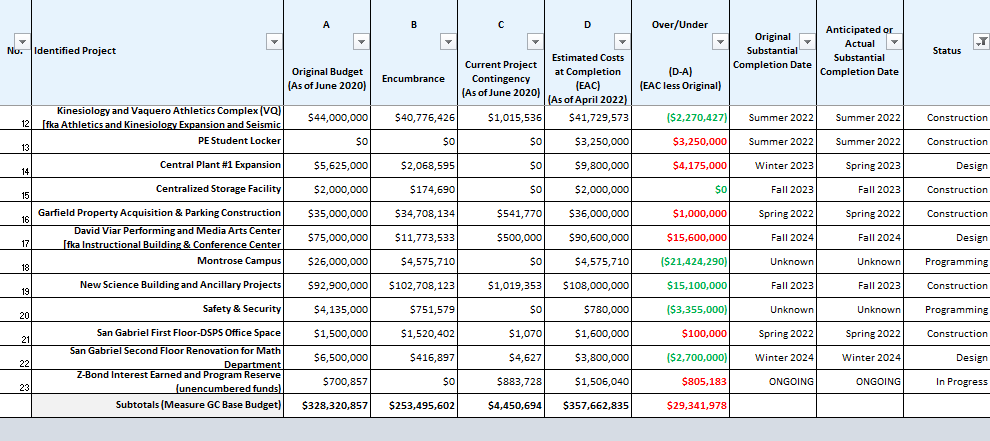 A B C D Over/Under
No. Identified Project Original Budget (As of June 2020) Encumbrance Current Project Contingency (As of June 2020) Estimated Costs at Completion (EAC) (As of April 2022) (D-A) (EAC less Original) Original Substantial Completion Date Anticipated or Actual Substantial Completion Date Status
12 Kinesiology and Vaquero Athletics Complex (VQ) [fka Athletics and Kinesiology Expansion and Seismic $44,000,000 $40,776,426 $1,015,536 $41,729,573 ($2,270,427) Summer 2022 Summer 2022 Construction
13 PE Student Locker $0 $0 $0 $3,250,000 $3,250,000 Summer 2022 Summer 2022 Construction
14 Central Plant #1 Expansion $5,625,000 $2,068,595 $0 $9,800,000 $4,175,000 Winter 2023 Spring 2023 Design
15 Centralized Storage Facility $2,000,000 $174,690 $0 $2,000,000 $0 Fall 2023 Fall 2023 Construction
16 Garfield Property Acquisition & Parking Construction $35,000,000 $34,708,134 $541,770 $36,000,000 $1,000,000 Spring 2022 Spring 2022 Construction
17 David Viar Performing and Media Arts Center [fka Instructional Building & Conference Center $75,000,000 $11,773,533 $500,000 $90,600,000 $15,600,000 Fall 2024 Fall 2024 Design
18 Montrose Campus $26,000,000 $4,575,710 $0 $4,575,710 ($21,424,290) Unknown Unknown Programming
19 New Science Building and Ancillary Projects $92,900,000 $102,708,123 $1,019,353 $108,000,000 $15,100,000 Fall 2023 Fall 2023 Construction
20 Safety & Security $4,135,000 $751,579 $0 $780,000 ($3,355,000) Unknown Unknown Programming
21 San Gabriel First Floor-DSPS Office Space $1,500,000 $1,520,402 $1,070 $1,600,000 $100,000 Spring 2022 Spring 2022 Construction
22 San Gabriel Second Floor Renovation for Math Department $6,500,000 $416,897 $4,627 $3,800,000 ($2,700,000) Winter 2024 Winter 2024 Design
23 Z-Bond Interest Earned and Program Reserve (unencumbered funds) $700,857 $0 $883,728 $1,506,040 $805,183 ONGOING ONGOING In Progress
Subtotals (Measure GC Base Budget) $328,320,857 $253,495,602 $4,450,694 $357,662,835 $29,341,978